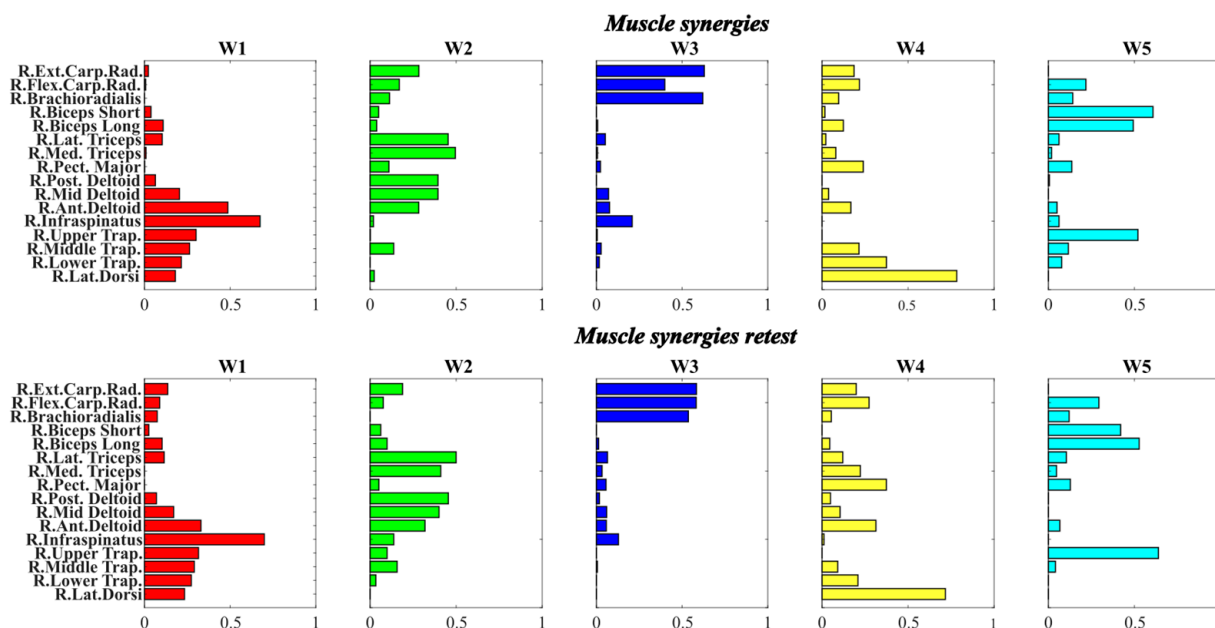 Muscle synergies
W1 W2 W3 W4 W5
R.Ext.Carp.Rad.
R.Flex.Carp.Rad.
R.Brachioradialis
R.Biceps Short
R.Biceps Long
R.Lat. Triceps
R.Med. Triceps
R.Pect. Major
R.Post. Deltoid
R.Mid Deltoid
R.Ant.Deltoid
R.Infraspinatus
R.Upper Trap.
R.Middle Trap.
R.Lower Trap.
R.Lat.Dorsi
0 0.5 1 0 0.5 1 0 0.5 1 0 0.5 1 0 0.5
Muscle synergies retest
W1 W2 W3 W4 W5
R.Ext.Carp.Rad.
R.Flex.Carp.Rad.
R.Brachioradialis
R.Biceps Short
R.Biceps Long
R.Lat. Triceps
R.Med. Triceps
R.Pect. Major
R.Post. Deltoid
R.Mid Deltoid
R.Ant.Deltoid
R.Infraspinatus
R.Upper Trap.
R.Middle Trap.
R.Lower Trap.
R.Lat.Dorsi
0 0.5 1 0 0.5 1 0 0.5 1 0 0.5 1 0 0.5